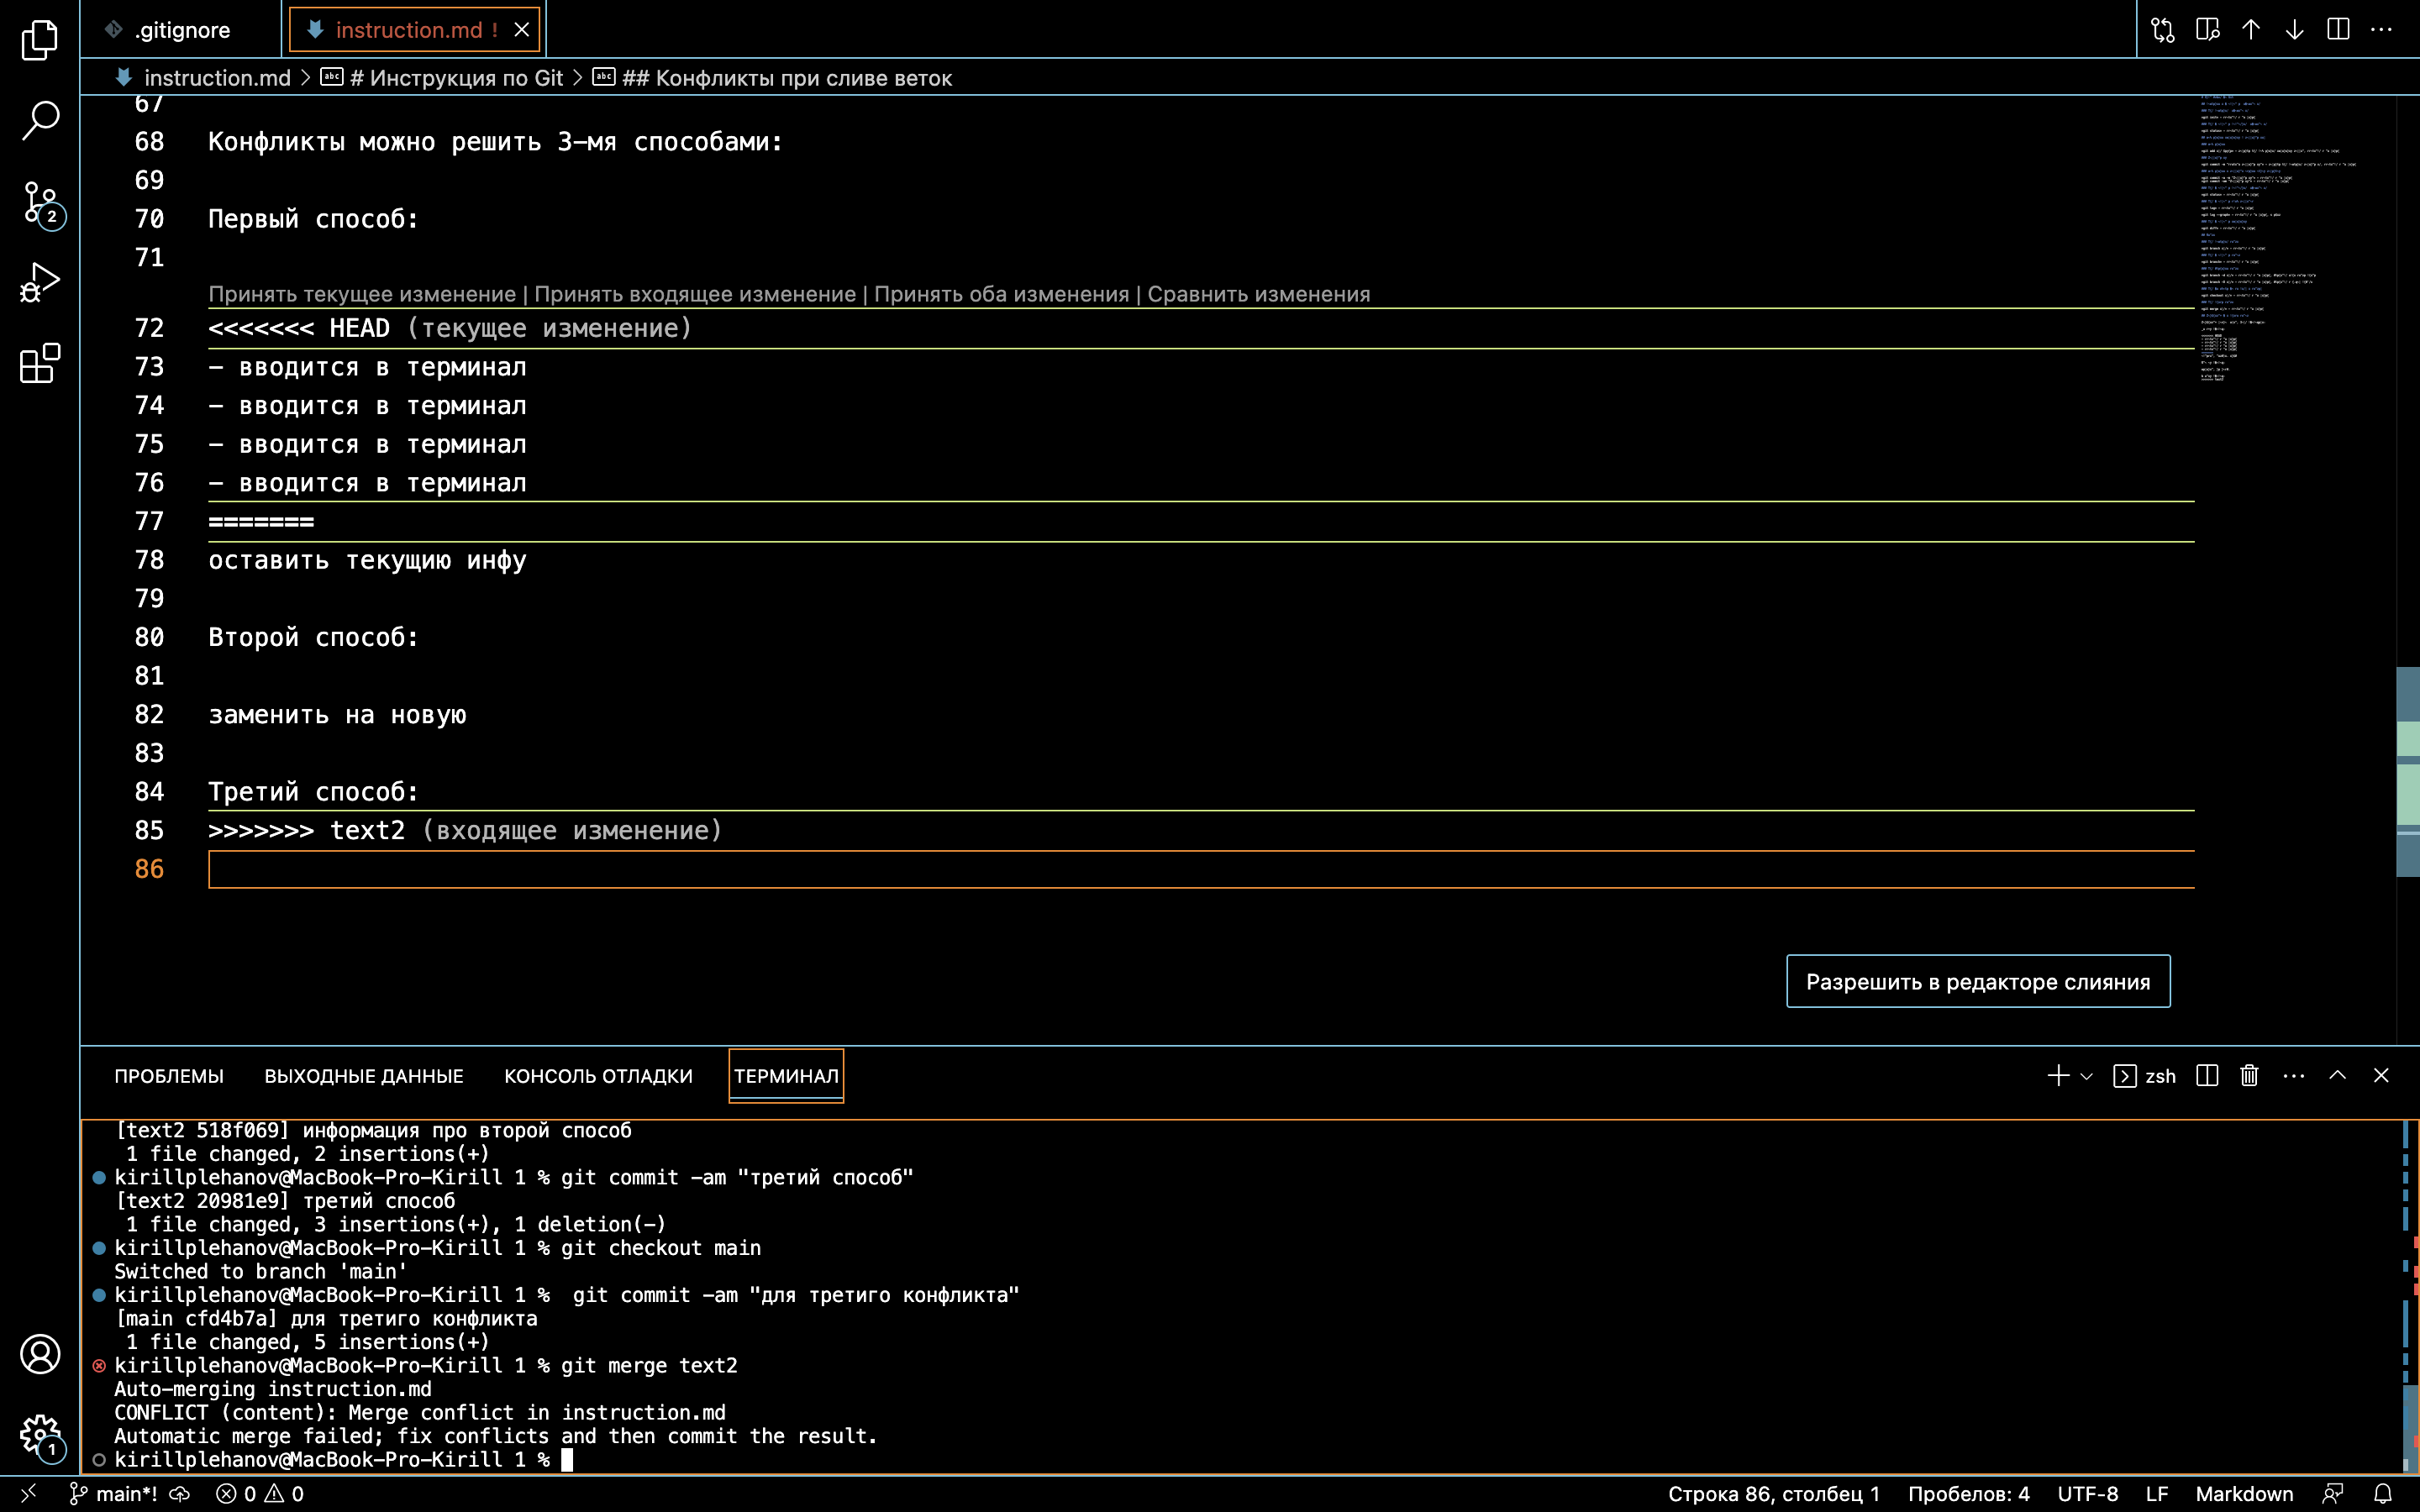 .gitignore
instruction.md !
instruction.md > # Инструкция по Git > ## Конфликты при сливе веток
67
68 Конфликты можно решить 3-мя способами:
69
70 Первый способ:
71
Принять текущее изменение | Принять входящее изменение | Принять оба изменения | Сравнить изменения
72 <<<<<<< HEAD (текущее изменение)
73 - вводится в терминал
74 - вводится в терминал
75 - вводится в терминал
76 - вводится в терминал
77 =======
78 оставить текущию инфу
79
80 Второй способ:
81
82 заменить на новую
83
84 Третий способ:
85 >>>>>>> text2 (входящее изменение)
86
Разрешить в редакторе слияния
2
1
ПРОБЛЕМЫ ВЫХОДНЫЕ ДАННЫЕ КОНСОЛЬ ОТЛАДКИ ТЕРМИНАЛ
zsh
[text2 518f069] информация про второй способ
1 file changed, 2 insertions(+)
kirillplehanov@MacBook-Pro-Kirill 1 % git commit -am "третий способ"
[text2 20981e9] третий способ
1 file changed, 3 insertions(+), 1 deletion(-)
kirillplehanov@MacBook-Pro-Kirill 1 % git checkout main
Switched to branch 'main'
kirillplehanov@MacBook-Pro-Kirill 1 %  git commit -am "для третиго конфликта"
[main cfd4b7a] для третиго конфликта
1 file changed, 5 insertions(+)
kirillplehanov@MacBook-Pro-Kirill 1 % git merge text2
Auto-merging instruction.md
CONFLICT (content): Merge conflict in instruction.md
Automatic merge failed; fix conflicts and then commit the result.
kirillplehanov@MacBook-Pro-Kirill 1 %
main*! 0 0
Строка 86, столбец 1 Пробелов: 4 UTF-8 LF Markdown